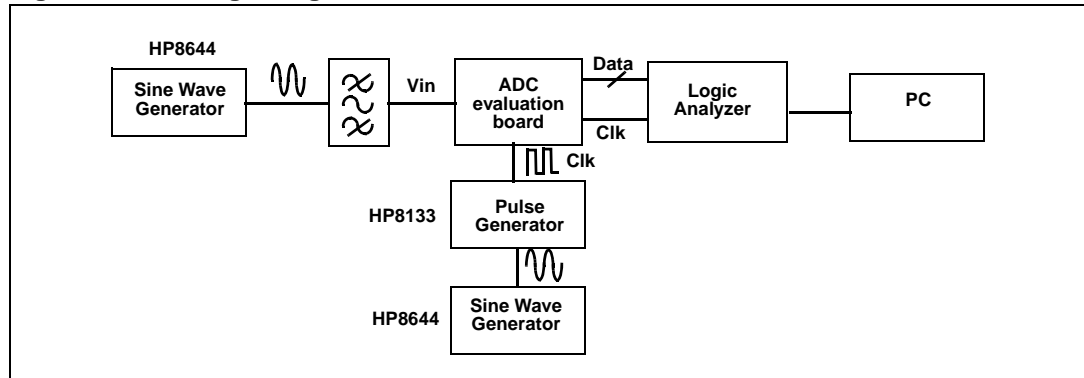 HP8644
Sine Wave
Generator
Vin
ADC
evaluation
board
Data
Clk
Logic
Analyzer
PC
Clk
HP8133
Pulse
Generator
HP8644
Sine Wave
Generator